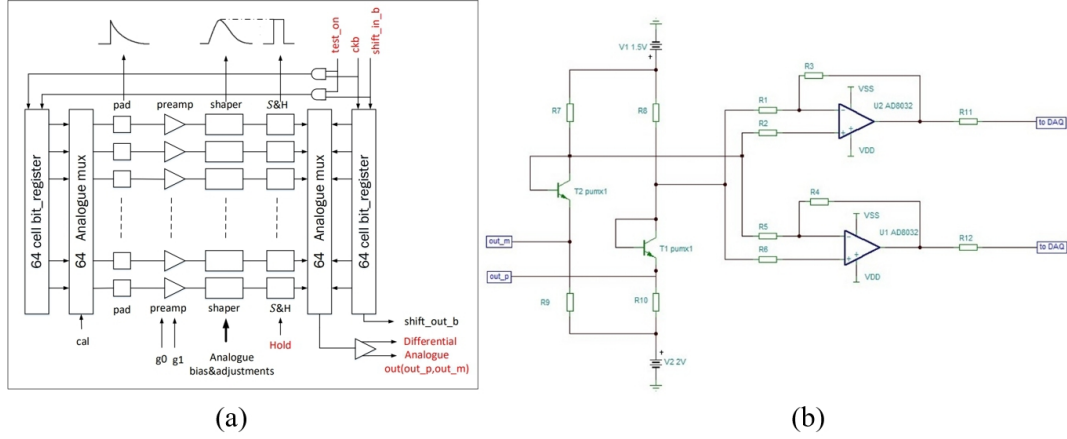 test_on
ckb
shift_in_b
pad
preamp
shaper
S&H
64 cell bit_register
64 Analogue mux
64 Analogue mux
64 cell bit_register
pad
preamp
shaper
S&H
cal
g0
g1
Analogue
bias&adjustments
Hold
shift_out_b
Differential
Analogue
out(out_p,out_m)
(a)
V1 1.5V
+
R7
R8
T2 pumx1
T1 pumx1
out_m
out_p
R9
R10
+
V2 2V
R1
R2
R3
VSS
U2 AD8032
VDD
R11
to DAQ
R4
R5
R6
VSS
U1 AD8032
VDD
R12
to DAQ
(b)